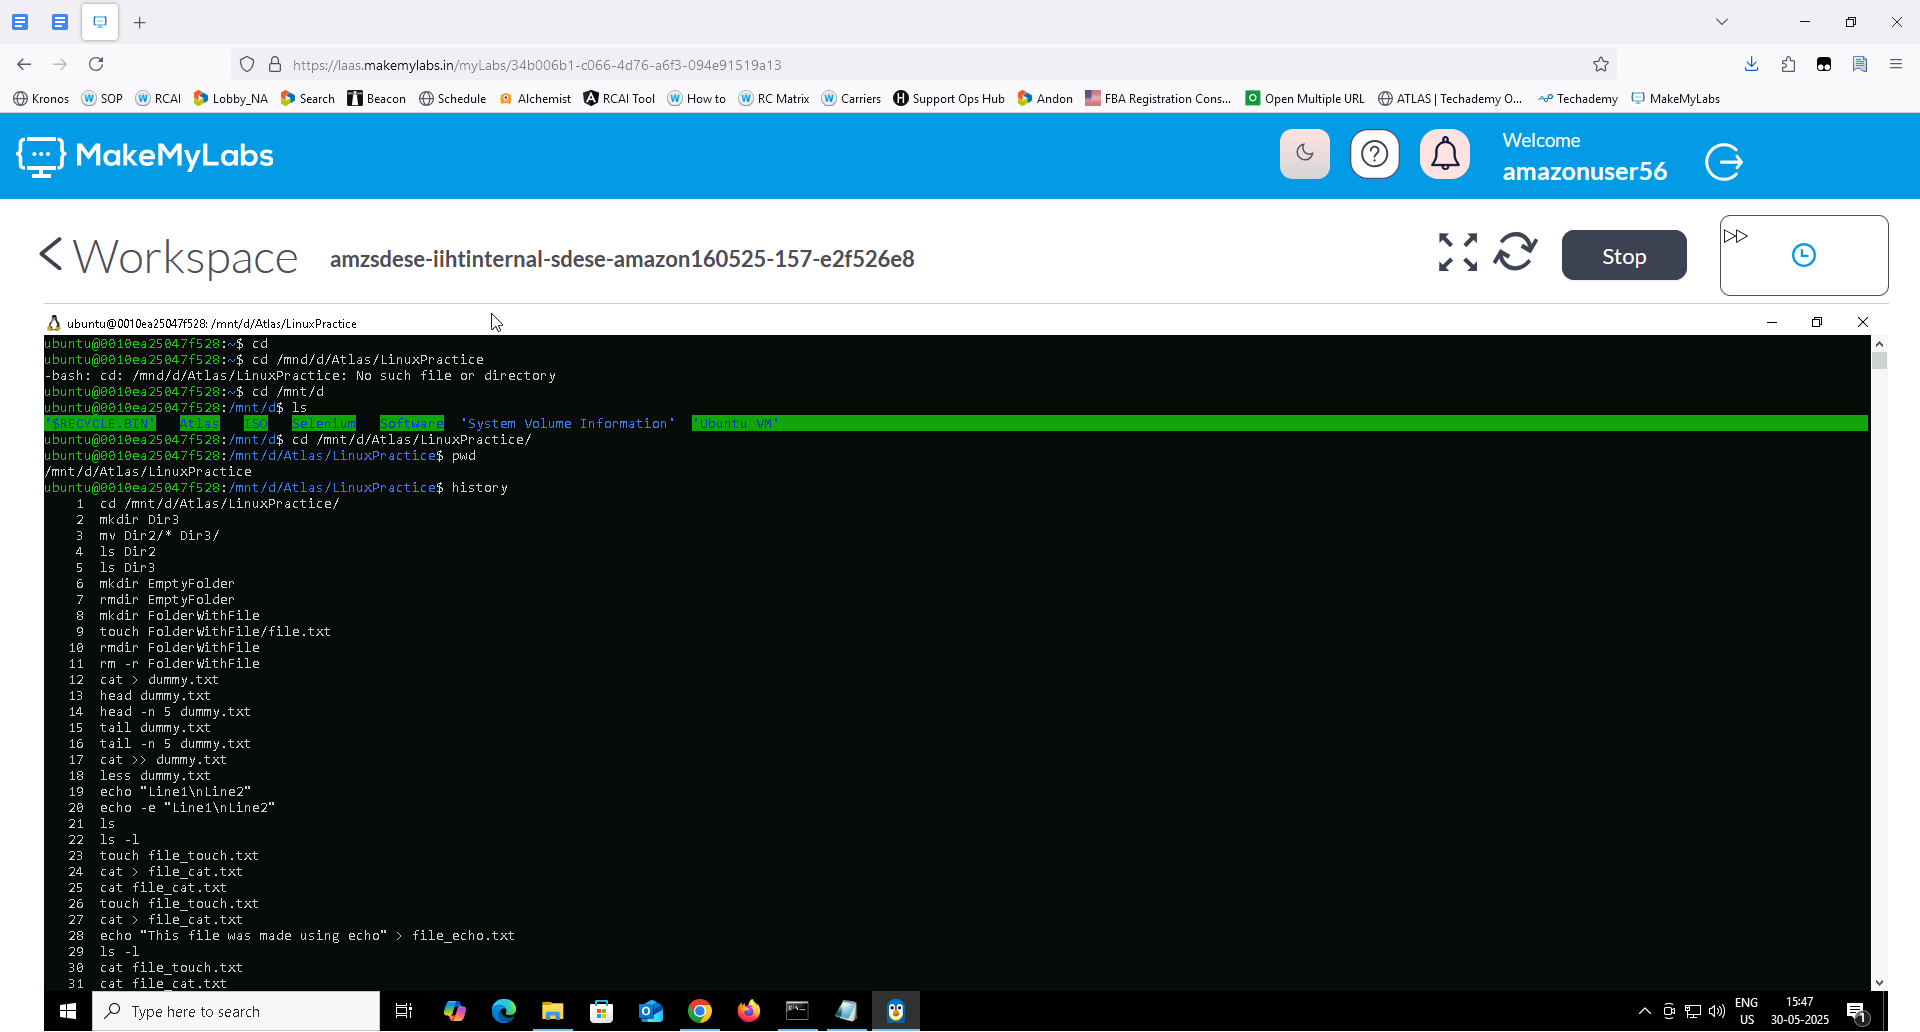 https://laas.makemylabs.in/myLabs/34b006b1-c066-4d76-a6f3-094e91519a13
Kronos SOP RCAI Lobby_NA Search Beacon Schedule Alchemist RCAI Tool How to RC Matrix Carriers Support Ops Hub Andon FBA Registration Cons... Open Multiple URL ATLAS | Techademy O... Techademy MakeMyLabs
MakeMyLabs
Welcome
amazonuser56
Workspace
amzsdese-iihtinternal-sdese-amazon160525-157-e2f526e8
Stop
ubuntu@0010ea25047f528: /mnt/d/Atlas/LinuxPractice
ubuntu@0010ea25047f528:~$ cd
ubuntu@0010ea25047f528:~$ cd /mnd/d/Atlas/LinuxPractice
-bash: cd: /mnd/d/Atlas/LinuxPractice: No such file or directory
ubuntu@0010ea25047f528:~$ cd /mnt/d
ubuntu@0010ea25047f528:/mnt/d$ ls
'$RECYCLE.BIN' Atlas ISO Selenium Software 'System Volume Information' 'Ubuntu VM'
ubuntu@0010ea25047f528:/mnt/d$ cd /mnt/d/Atlas/LinuxPractice/
ubuntu@0010ea25047f528:/mnt/d/Atlas/LinuxPractice$ pwd
/mnt/d/Atlas/LinuxPractice
ubuntu@0010ea25047f528:/mnt/d/Atlas/LinuxPractice$ history
1 cd /mnt/d/Atlas/LinuxPractice/
2 mkdir Dir3
3 mv Dir2/* Dir3/
4 ls Dir2
5 ls Dir3
6 mkdir EmptyFolder
7 rmdir EmptyFolder
8 mkdir FolderWithFile
9 touch FolderWithFile/file.txt
10 rmdir FolderWithFile
11 rm -r FolderWithFile
12 cat > dummy.txt
13 head dummy.txt
14 head -n 5 dummy.txt
15 tail dummy.txt
16 tail -n 5 dummy.txt
17 cat >> dummy.txt
18 less dummy.txt
19 echo "Line1\nLine2"
20 echo -e "Line1\nLine2"
21 ls
22 ls -l
23 touch file_touch.txt
24 cat > file_cat.txt
25 cat file_cat.txt
26 touch file_touch.txt
27 cat > file_cat.txt
28 echo "This file was made using echo" > file_echo.txt
29 ls -l
30 cat file_touch.txt
31 cat file_cat.txt
Type here to search
ENG
US
15:47
30-05-2025
1